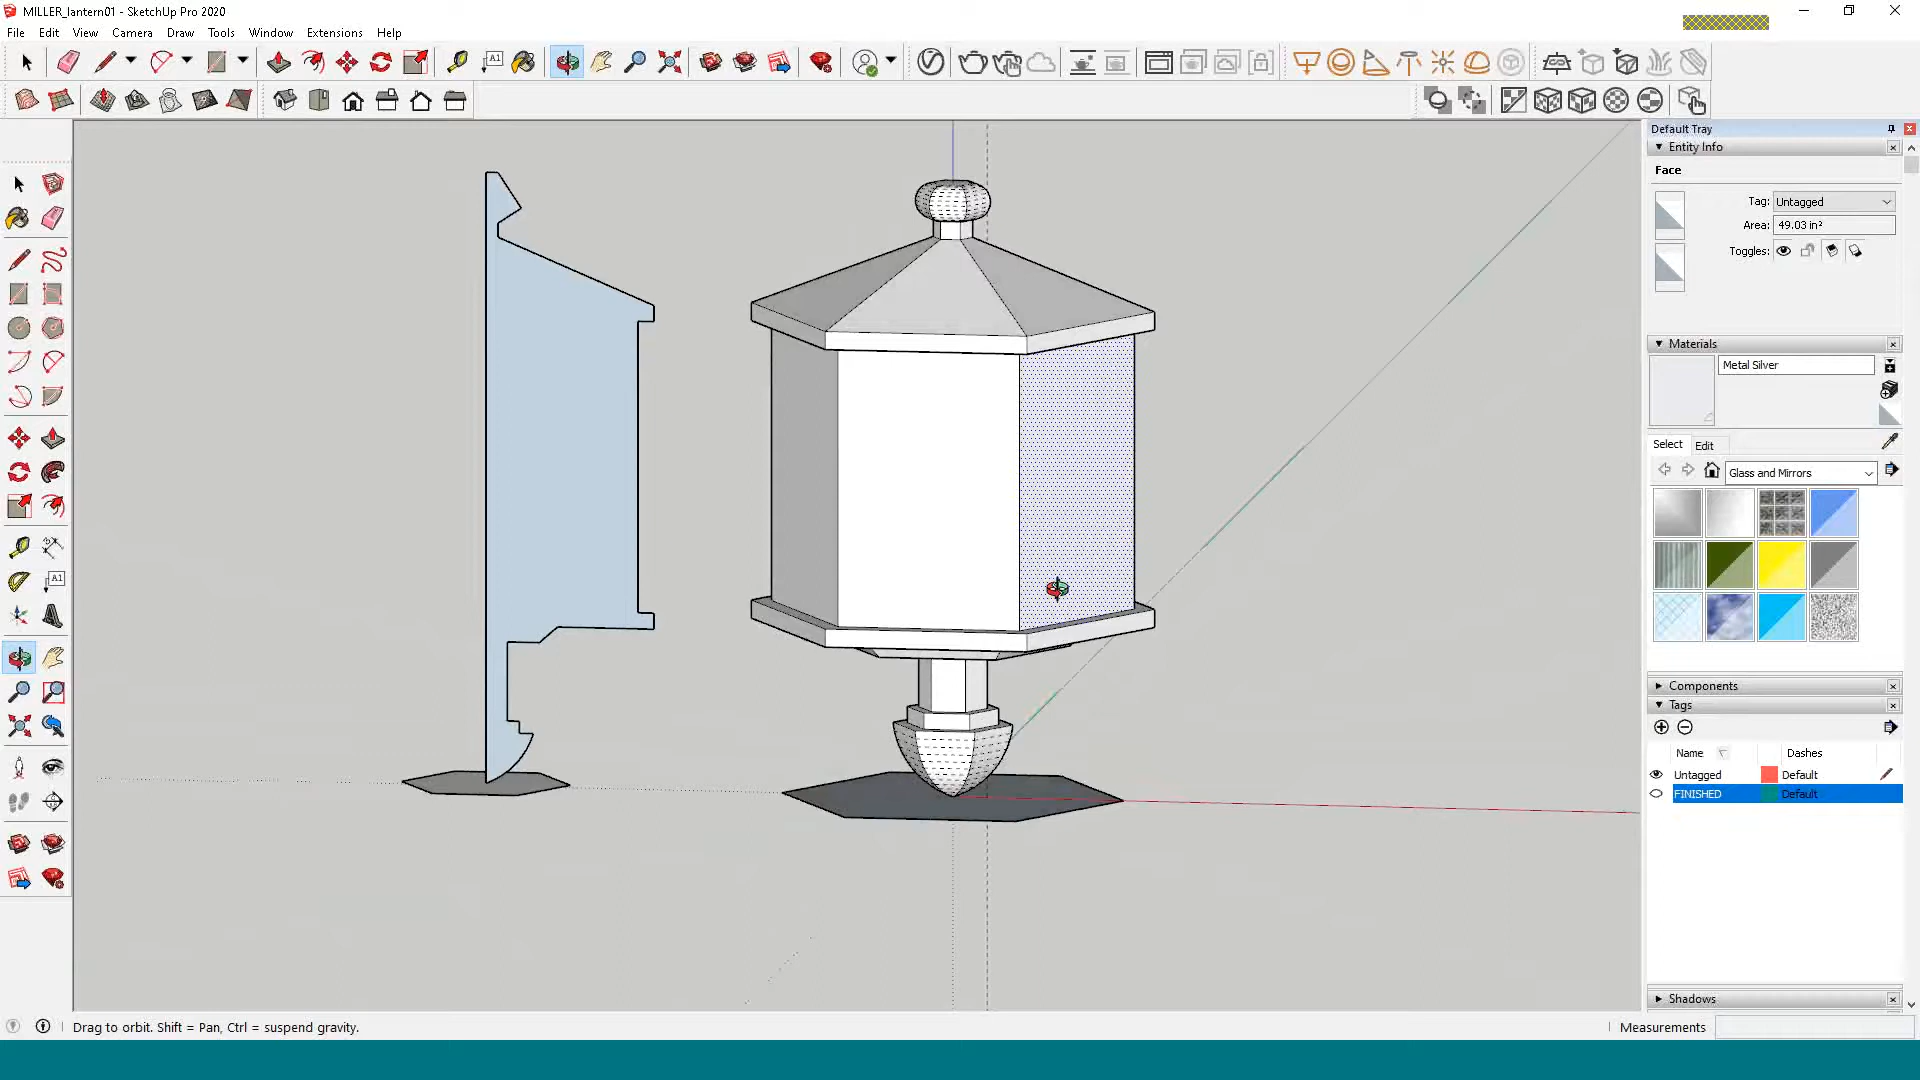 MILLER_lantern01 - SketchUp Pro 2020
File Edit View Camera Draw Tools Window Extensions Help
A1
Default Tray
Entity Info
Face
Tag: Untagged
Area: 49.03 in²
Toggles:
Materials
Metal Silver
Select Edit
Glass and Mirrors
A1
Components
Tags
Name Dashes
Untagged Default
FINISHED Default
Shadows
Drag to orbit. Shift = Pan, Ctrl = suspend gravity.
Measurements